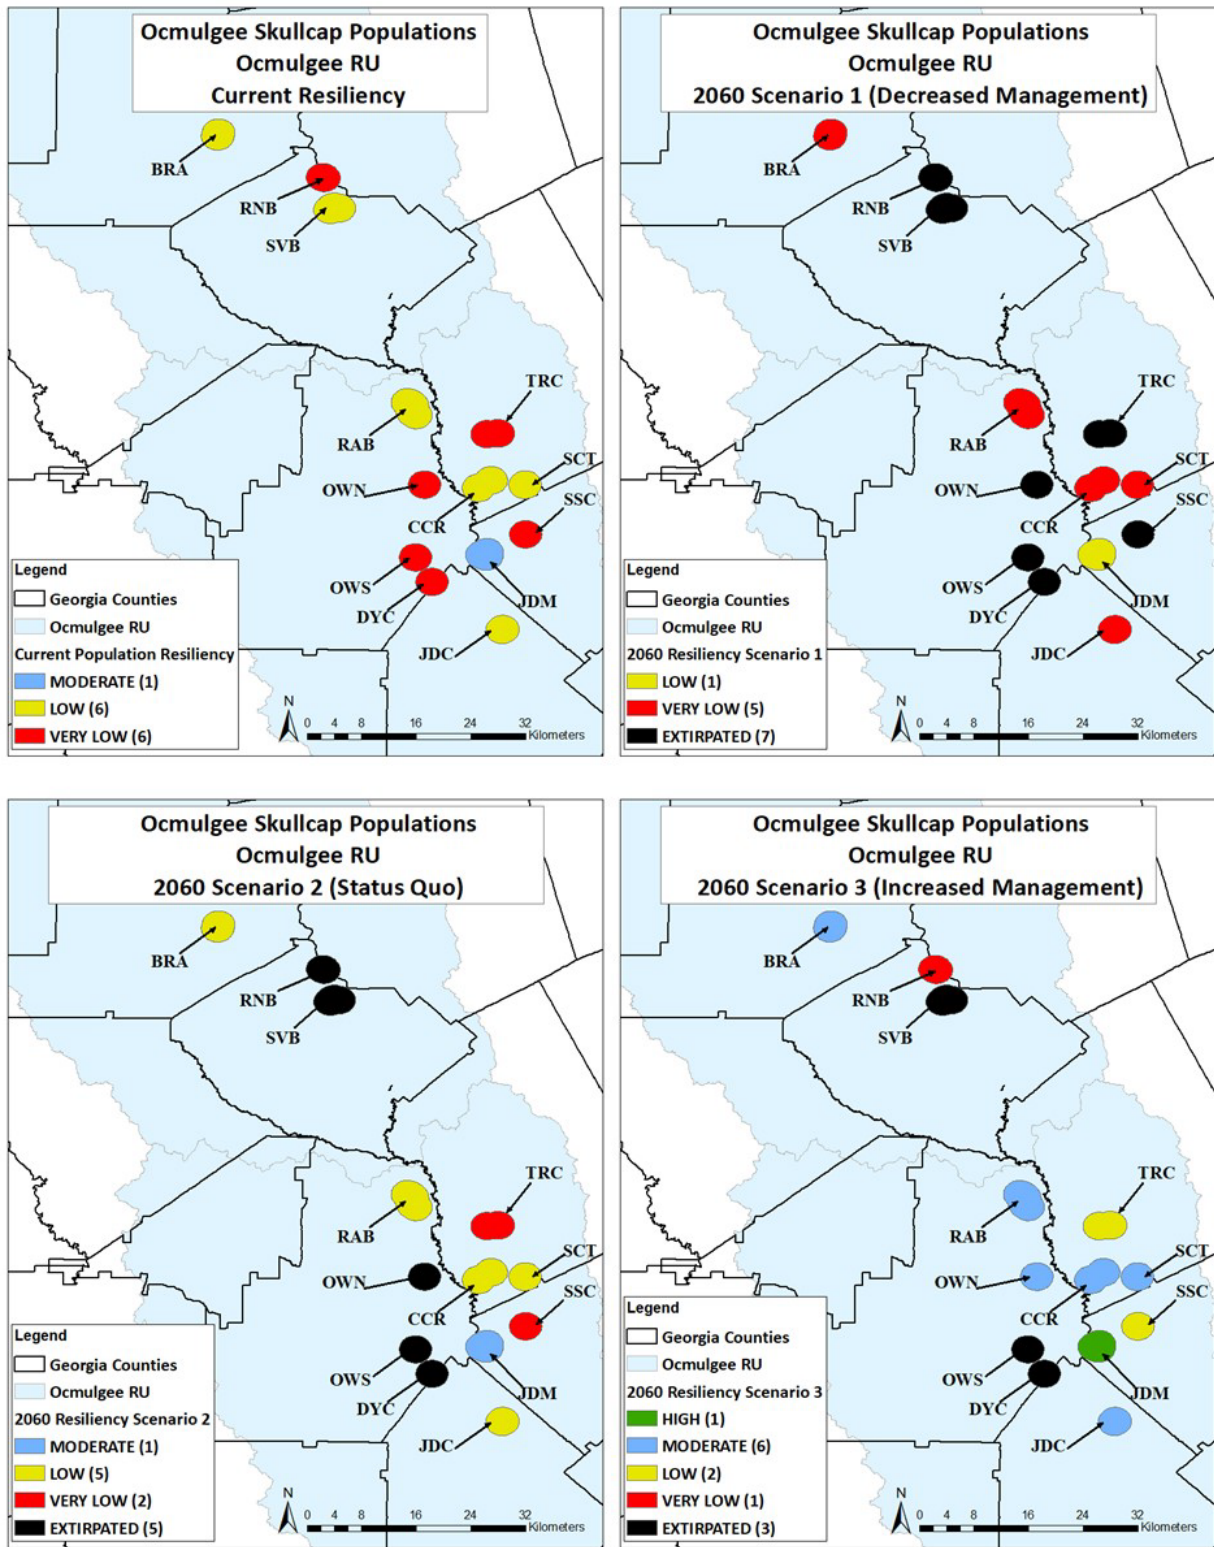 Ocmulgee Skullcap Populations
Ocmulgee RU
Current Resiliency
BRA
RNB
SVB
TRC
RAB
SCT
OWN
SSC
CCR
OWS
JDM
DYC
JDC
Legend
Georgia Counties
Ocmulgee RU
Current Population Resiliency
MODERATE (1)
LOW (6)
VERY LOW (6)
N
0 4 8 16 24 32
Kilometers
Ocmulgee Skullcap Populations
Ocmulgee RU
2060 Scenario 1 (Decreased Management)
BRA
RNB
SVB
TRC
RAB
SCT
OWN
SSC
CCR
OWS
JDM
DYC
JDC
Legend
Georgia Counties
Ocmulgee RU
2060 Resiliency Scenario 1
LOW (1)
VERY LOW (5)
EXTIRPATED (7)
N
0 4 8 16 24 32
Kilometers
Ocmulgee Skullcap Populations
Ocmulgee RU
2060 Scenario 2 (Status Quo)
BRA
RNB
SVB
TRC
RAB
SCT
OWN
SSC
CCR
OWS
JDM
DYC
JDC
Legend
Georgia Counties
Ocmulgee RU
2060 Resiliency Scenario 2
MODERATE (1)
LOW (5)
VERY LOW (2)
EXTIRPATED (5)
N
0 4 8 16 24 32
Kilometers
Ocmulgee Skullcap Populations
Ocmulgee RU
2060 Scenario 3 (Increased Management)
BRA
RNB
SVB
TRC
RAB
SCT
OWN
SSC
CCR
OWS
JDM
DYC
JDC
Legend
Georgia Counties
Ocmulgee RU
2060 Resiliency Scenario 3
HIGH (1)
MODERATE (6)
LOW (2)
VERY LOW (1)
EXTIRPATED (3)
N
0 4 8 16 24 32
Kilometers